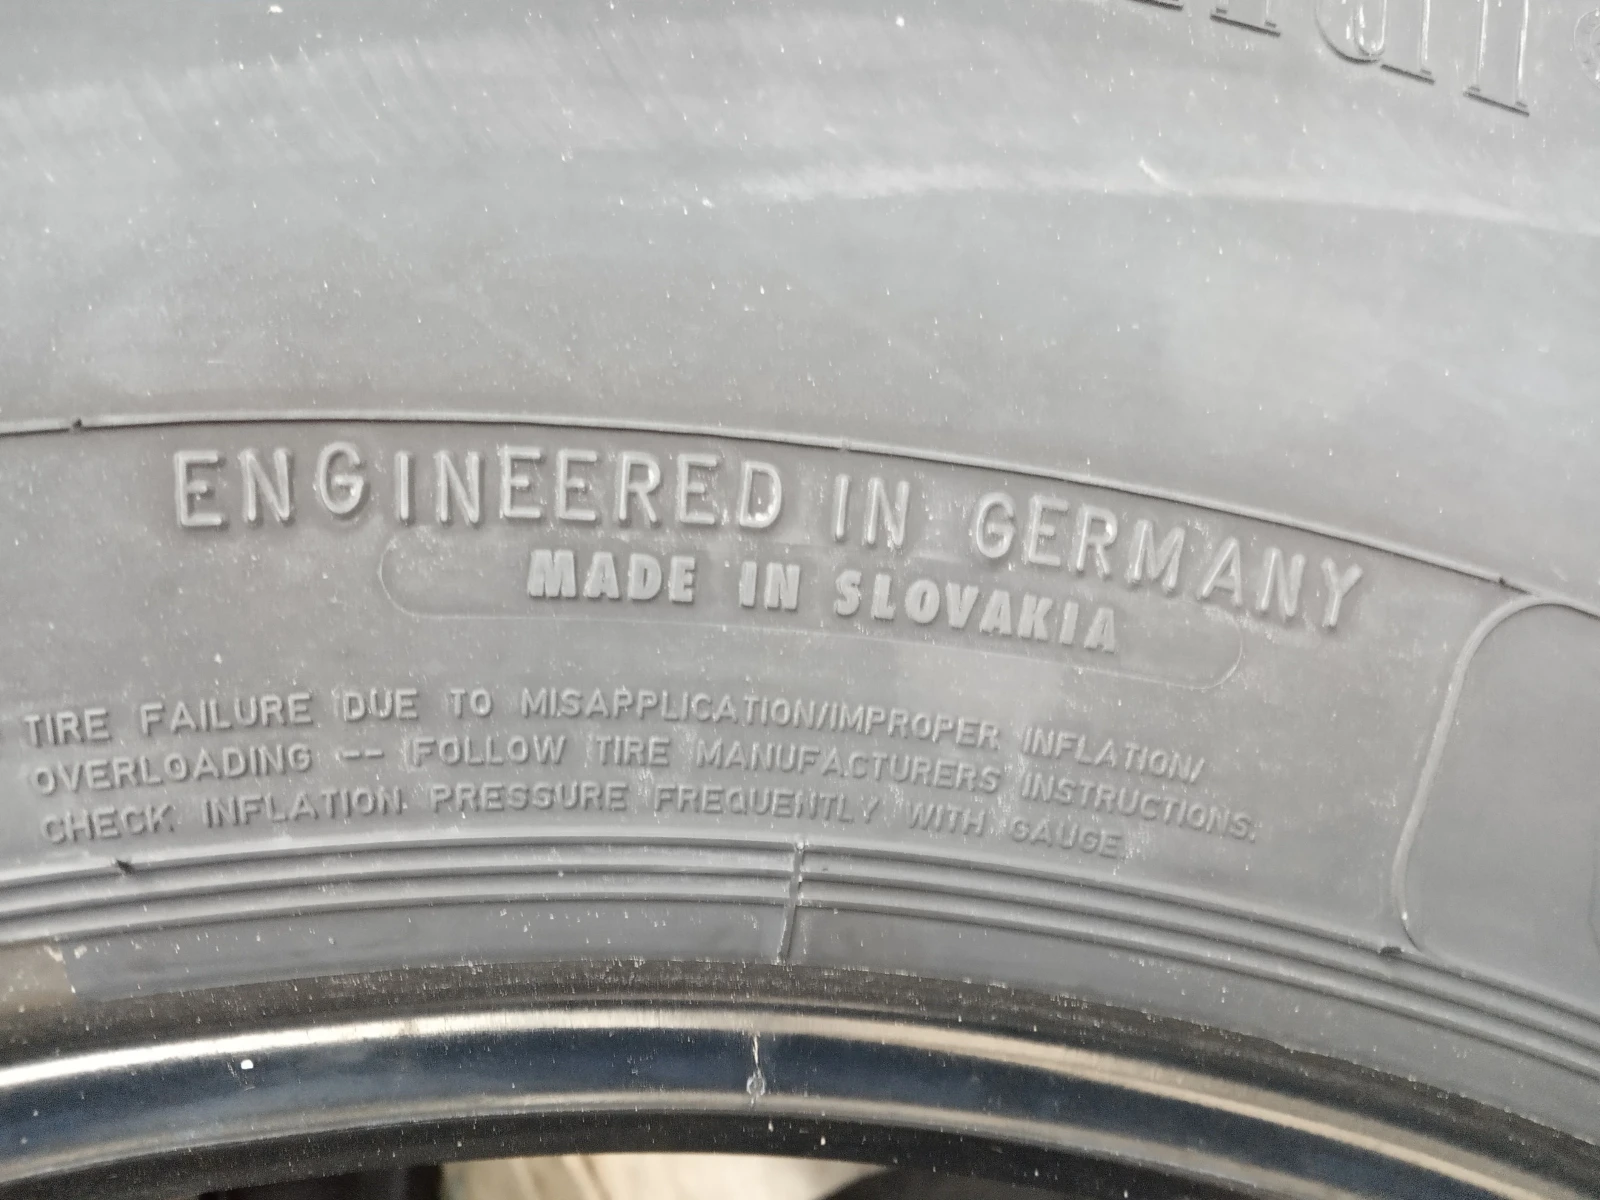 ENGINEERED IN GERMANY
MADE IN SLOVAKIA
TIRE FAILURE DUE TO MISAPPLICATION/IMPROPER INFLATION/
OVERLOADING -- FOLLOW TIRE MANUFACTURERS INSTRUCTIONS.
CHECK INFLATION PRESSURE FREQUENTLY WITH GAUGE.